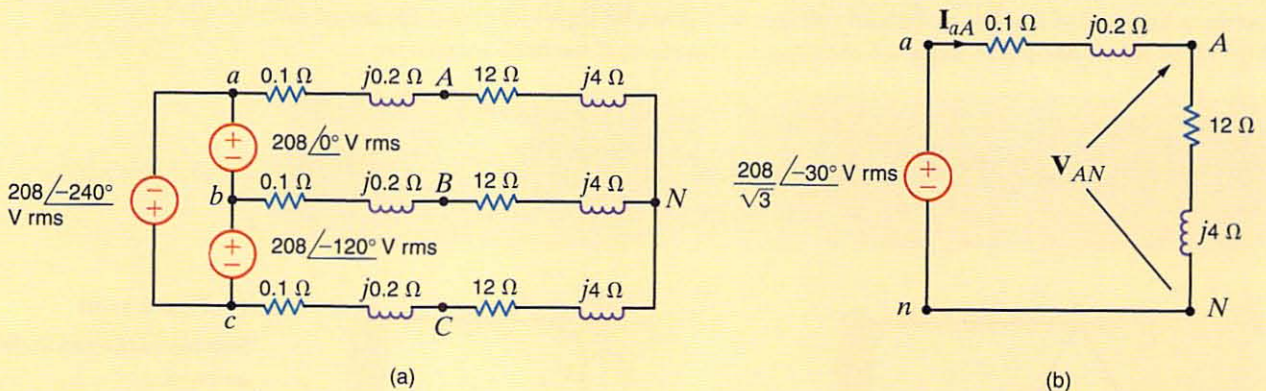 a 0.1 Ω j0.2 Ω A 12 Ω j4 Ω
+
−
208/0° V rms
208/−240°
V rms
−
+
b 0.1 Ω j0.2 Ω B 12 Ω j4 Ω N
+
−
208/−120° V rms
0.1 Ω j0.2 Ω 12 Ω j4 Ω
c C
(a)
I_aA 0.1 Ω j0.2 Ω
a A
12 Ω
208/√3 /−30° V rms
+
−
V_AN
j4 Ω
n N
(b)